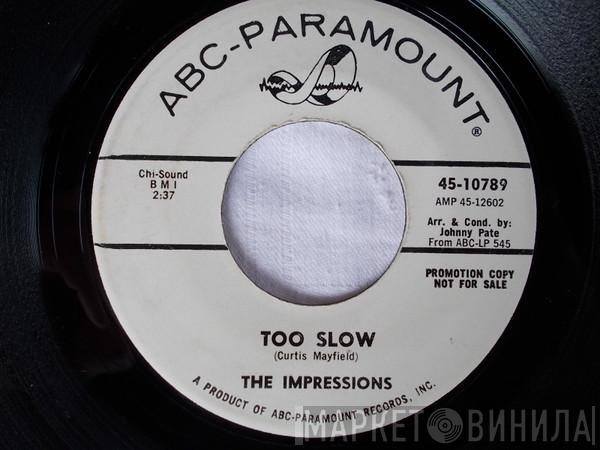 ABC-PARAMOUNT®
Chi-Sound
B M I
2:37
45-10789
AMP 45-12602
Arr. & Cond. by:
Johnny Pate
From ABC-LP 545
PROMOTION COPY
NOT FOR SALE
TOO SLOW
(Curtis Mayfield)
THE IMPRESSIONS
A PRODUCT OF ABC-PARAMOUNT RECORDS, INC.
МАРКЕТ ВИНИЛА